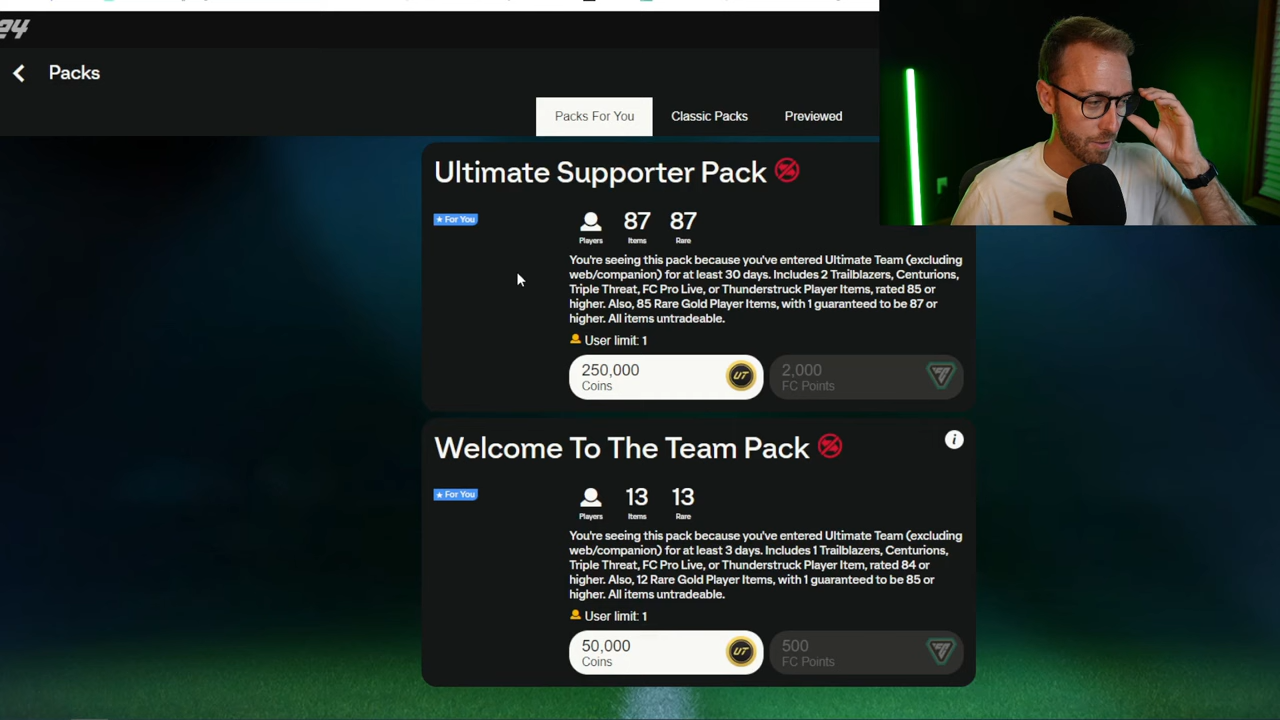 24
Packs
Packs For You
Classic Packs
Previewed
Ultimate Supporter Pack
★ For You
87
87
Players
Items
Rare
You're seeing this pack because you've entered Ultimate Team (excluding
web/companion) for at least 30 days. Includes 2 Trailblazers, Centurions,
Triple Threat, FC Pro Live, or Thunderstruck Player Items, rated 85 or
higher. Also, 85 Rare Gold Player Items, with 1 guaranteed to be 87 or
higher. All items untradeable.
User limit: 1
250,000
Coins
UT
2,000
FC Points
Welcome To The Team Pack
i
★ For You
13
13
Players
Items
Rare
You're seeing this pack because you've entered Ultimate Team (excluding
web/companion) for at least 3 days. Includes 1 Trailblazers, Centurions,
Triple Threat, FC Pro Live, or Thunderstruck Player Item, rated 84 or
higher. Also, 12 Rare Gold Player Items, with 1 guaranteed to be 85 or
higher. All items untradeable.
User limit: 1
50,000
Coins
UT
500
FC Points